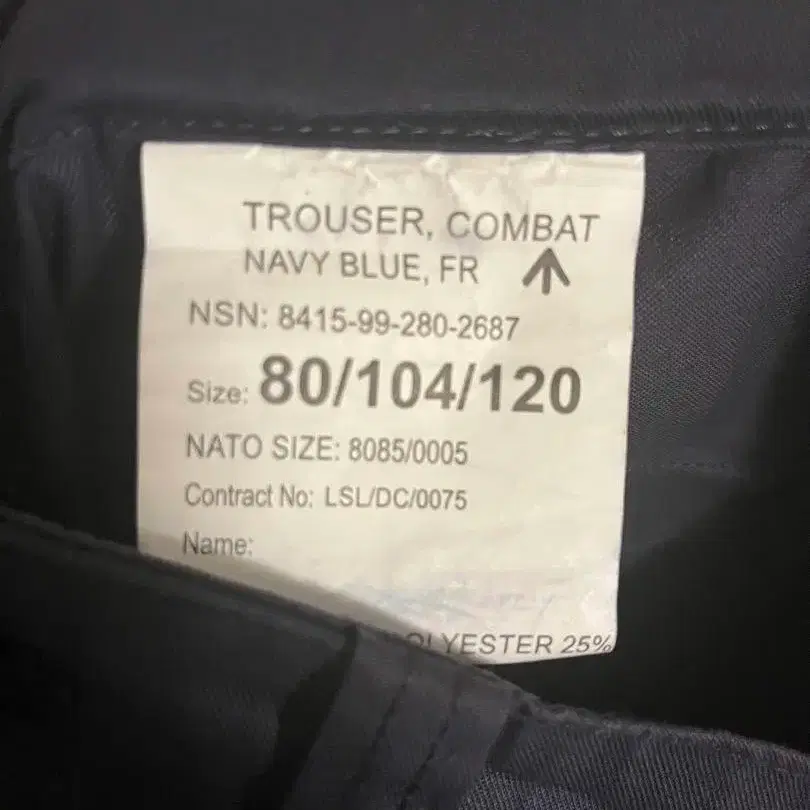 TROUSER, COMBAT
NAVY BLUE, FR
NSN: 8415-99-280-2687
Size: 80/104/120
NATO SIZE: 8085/0005
Contract No: LSL/DC/0075
Name:
POLYESTER 25%